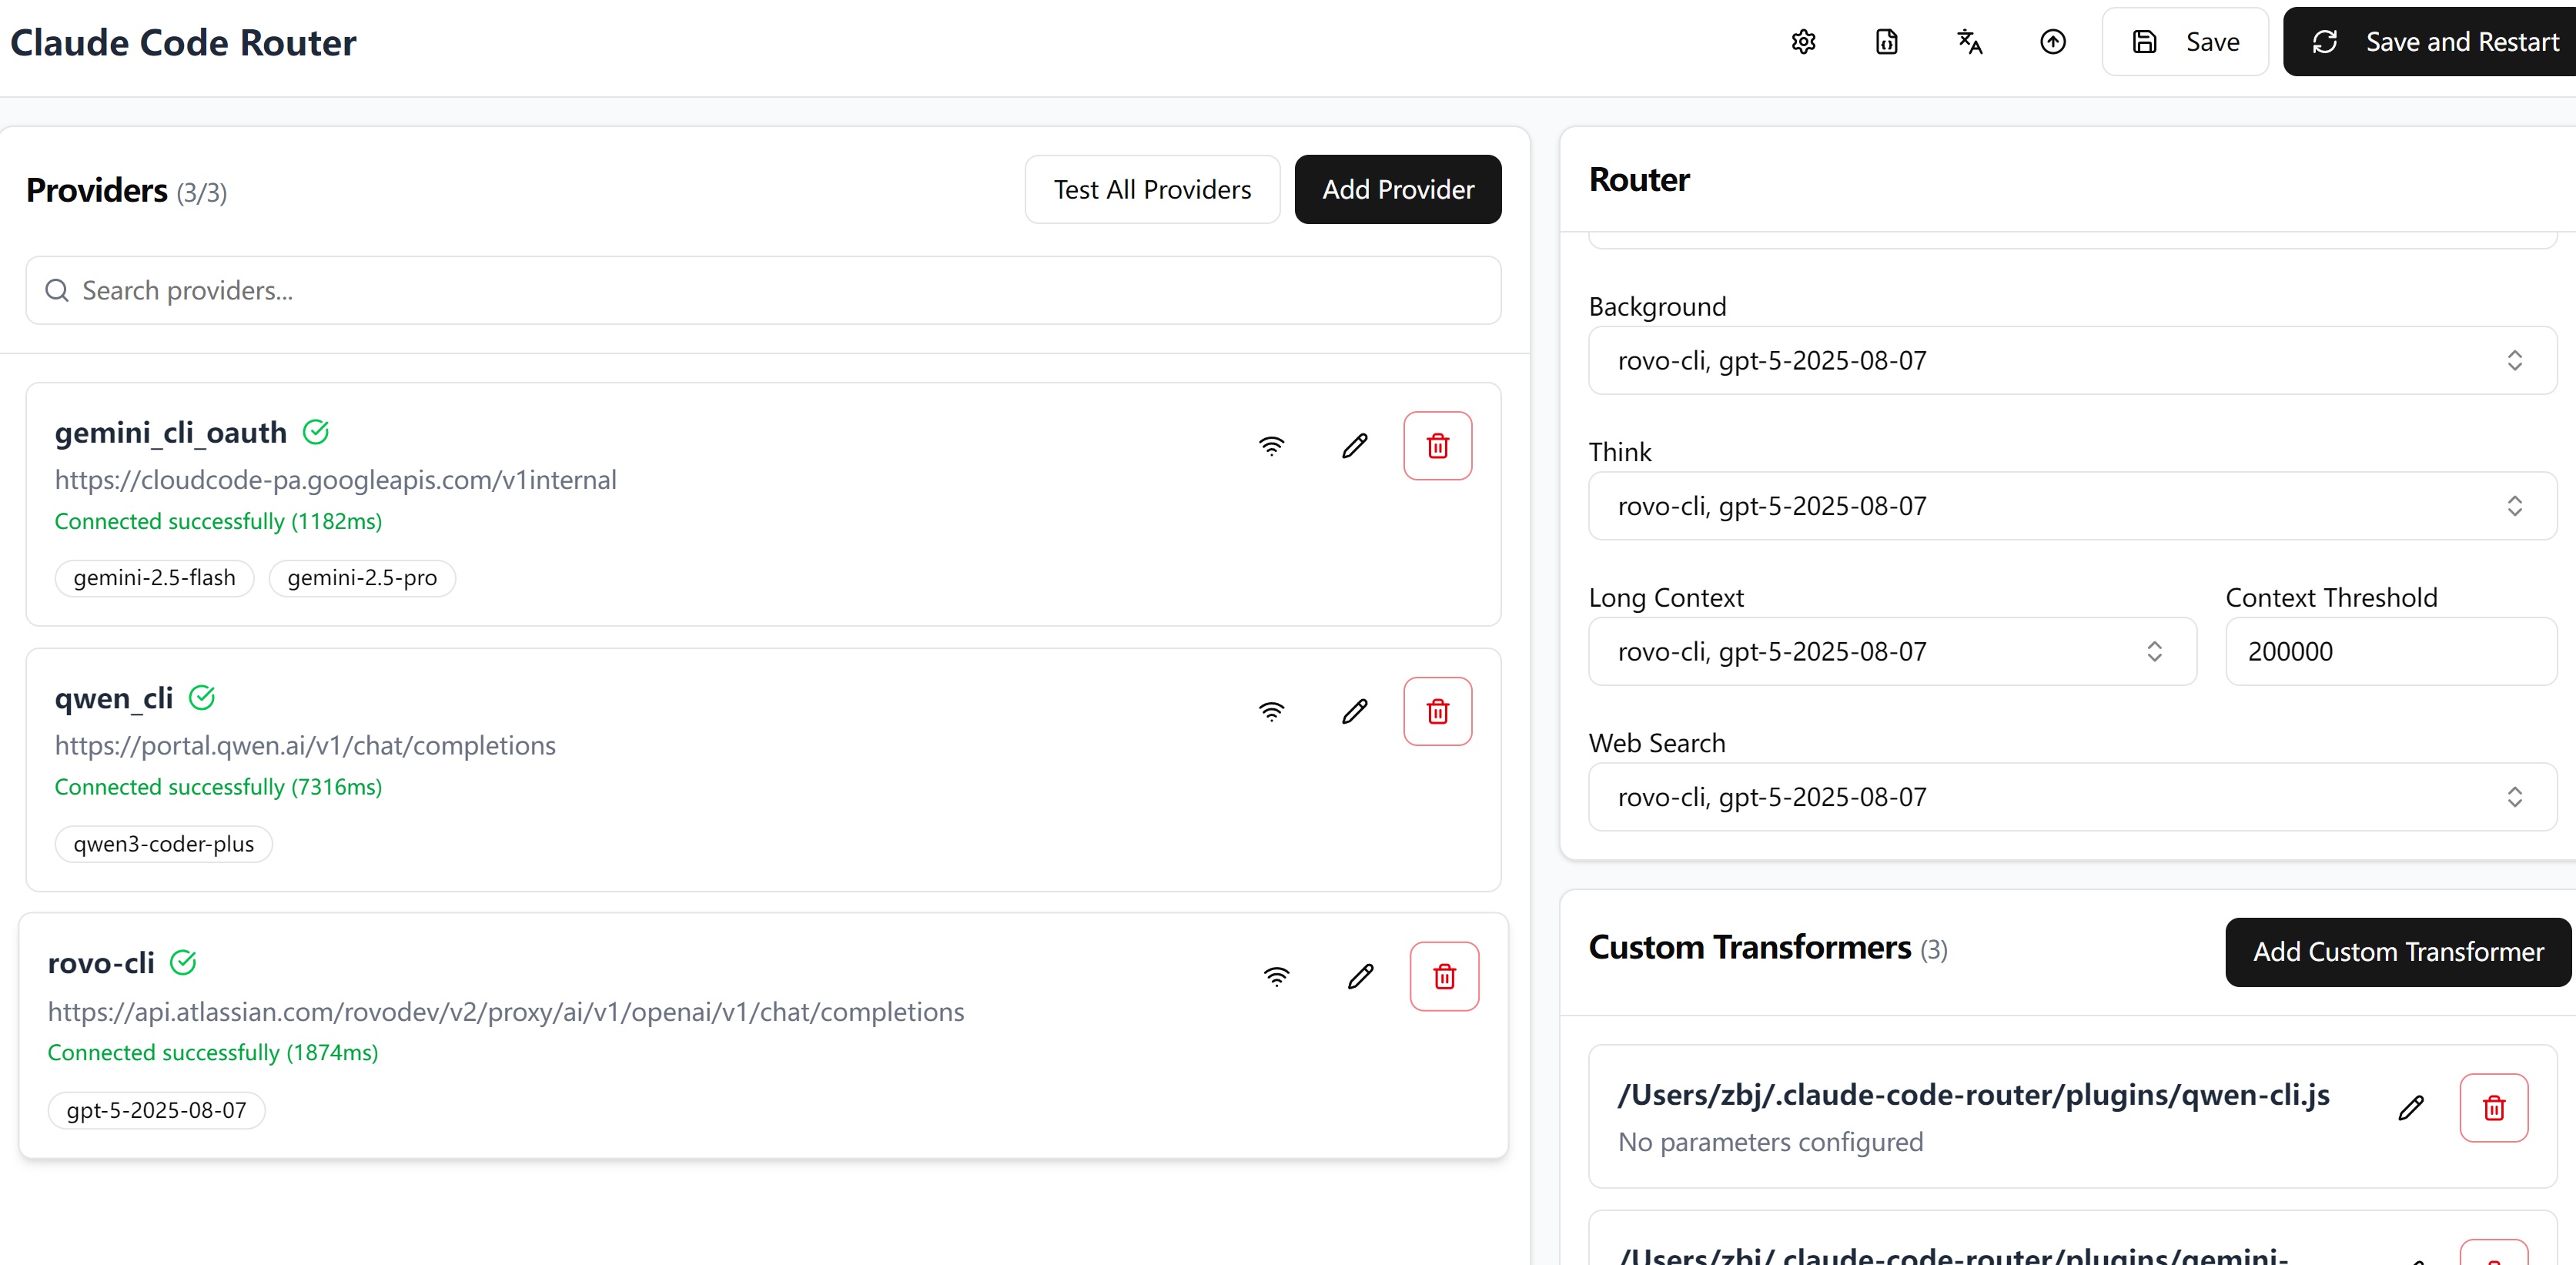 Claude Code Router
Save
Save and Restart
Providers (3/3)
Test All Providers
Add Provider
Search providers...
gemini_cli_oauth
https://cloudcode-pa.googleapis.com/v1internal
Connected successfully (1182ms)
gemini-2.5-flash
gemini-2.5-pro
qwen_cli
https://portal.qwen.ai/v1/chat/completions
Connected successfully (7316ms)
qwen3-coder-plus
rovo-cli
https://api.atlassian.com/rovodev/v2/proxy/ai/v1/openai/v1/chat/completions
Connected successfully (1874ms)
gpt-5-2025-08-07
Router
Background
rovo-cli, gpt-5-2025-08-07
Think
rovo-cli, gpt-5-2025-08-07
Long Context
Context Threshold
rovo-cli, gpt-5-2025-08-07
200000
Web Search
rovo-cli, gpt-5-2025-08-07
Custom Transformers (3)
Add Custom Transformer
/Users/zbj/.claude-code-router/plugins/qwen-cli.js
No parameters configured
/Users/zbj/.claude-code-router/plugins/gemini-